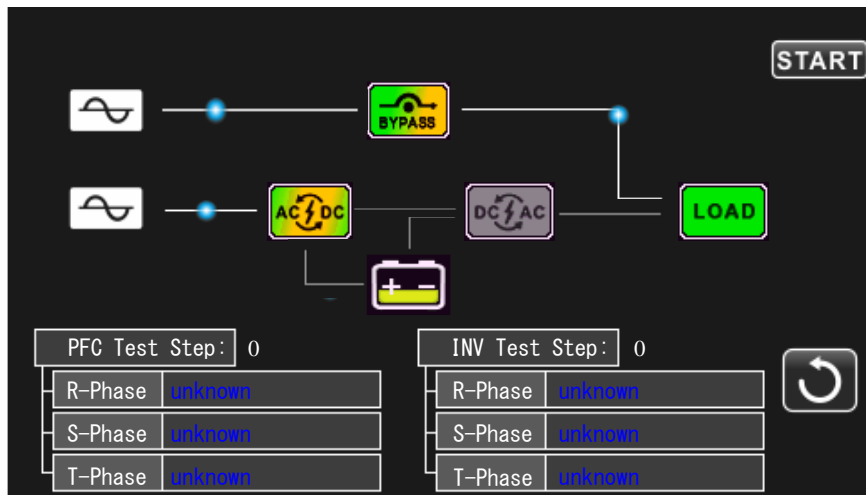 START
BYPASS
AC DC
DC AC
LOAD
+ -
PFC Test Step: 0
R-Phase unknown
S-Phase unknown
T-Phase unknown
INV Test Step: 0
R-Phase unknown
S-Phase unknown
T-Phase unknown